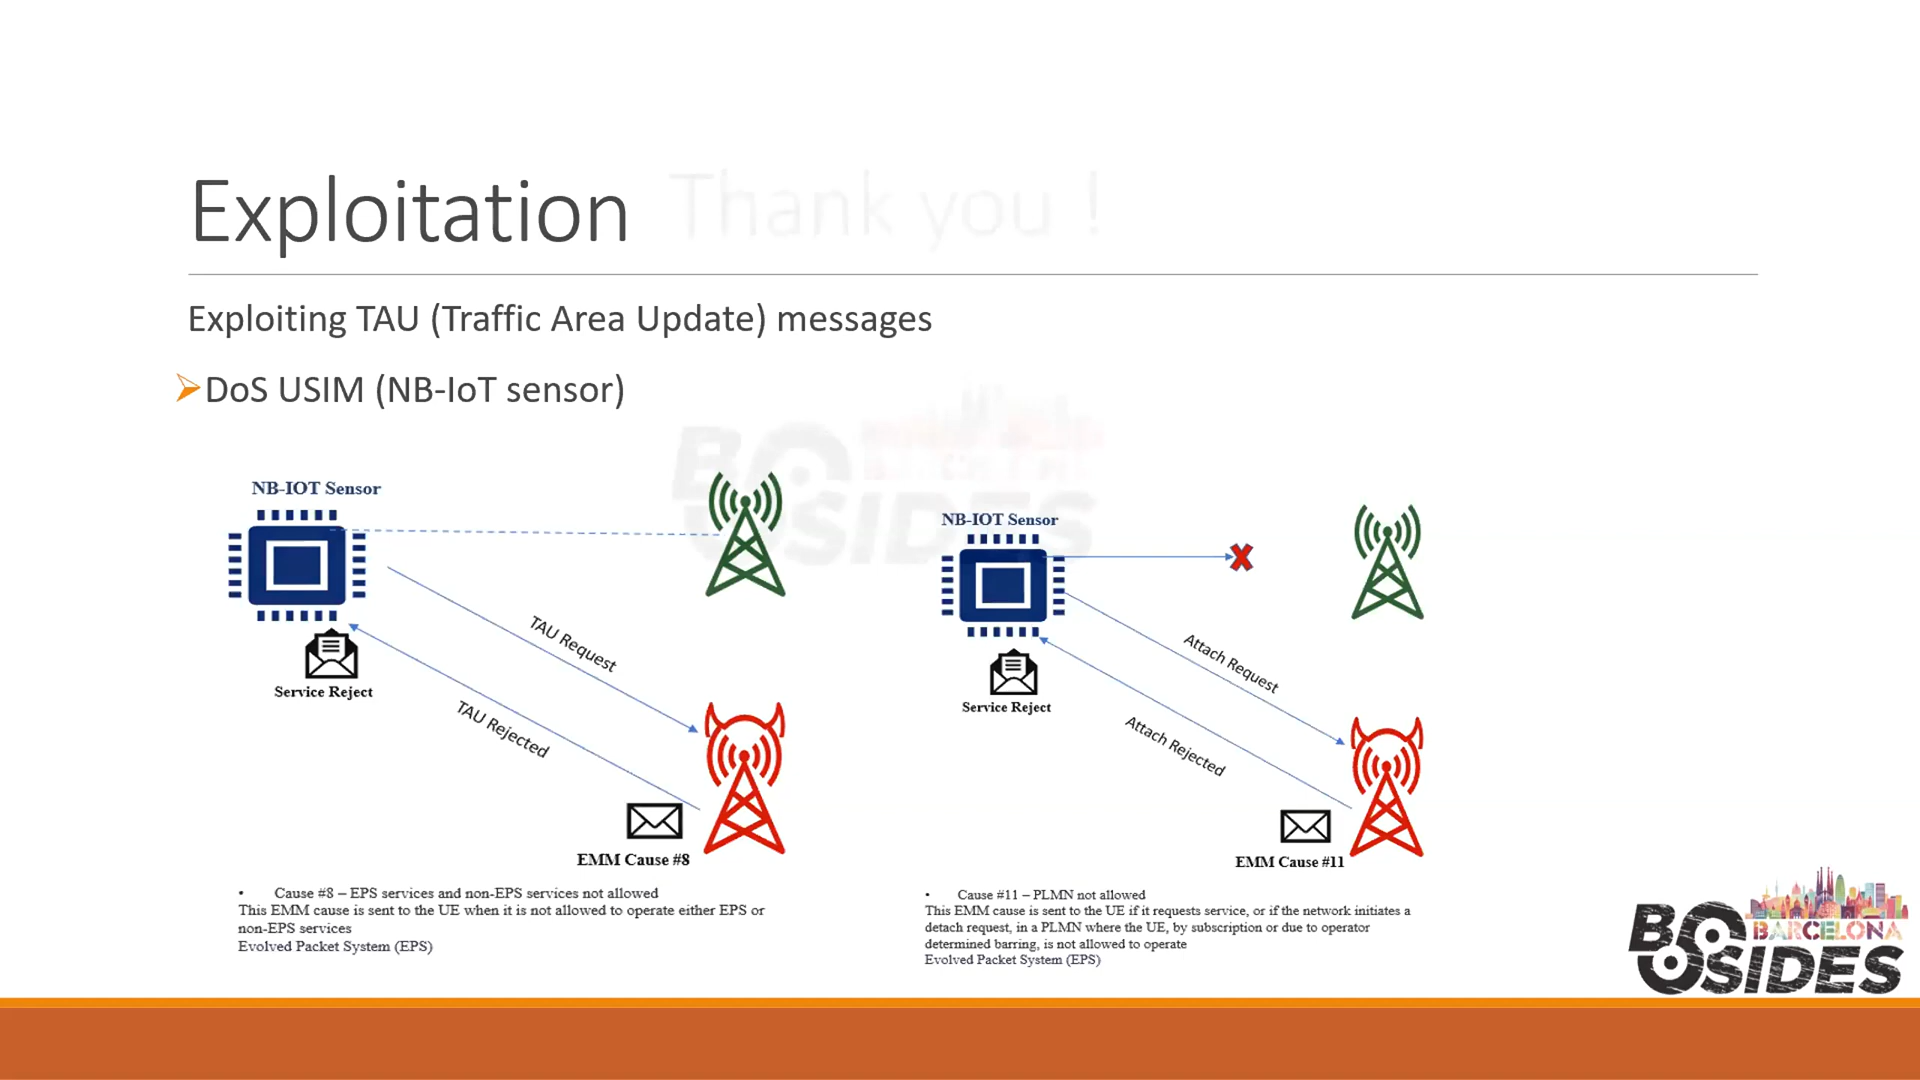 Exploitation
Thank you !
Exploiting TAU (Traffic Area Update) messages
DoS USIM (NB-IoT sensor)
NB-IOT Sensor
TAU Request
Service Reject
TAU Rejected
EMM Cause #8
• Cause #8 – EPS services and non-EPS services not allowed
This EMM cause is sent to the UE when it is not allowed to operate either EPS or
non-EPS services
Evolved Packet System (EPS)
NB-IOT Sensor
Attach Request
Service Reject
Attach Rejected
EMM Cause #11
• Cause #11 – PLMN not allowed
This EMM cause is sent to the UE if it requests service, or if the network initiates a
detach request, in a PLMN where the UE, by subscription or due to operator
determined barring, is not allowed to operate
Evolved Packet System (EPS)
BSIDES
BARCELONA
BSIDES